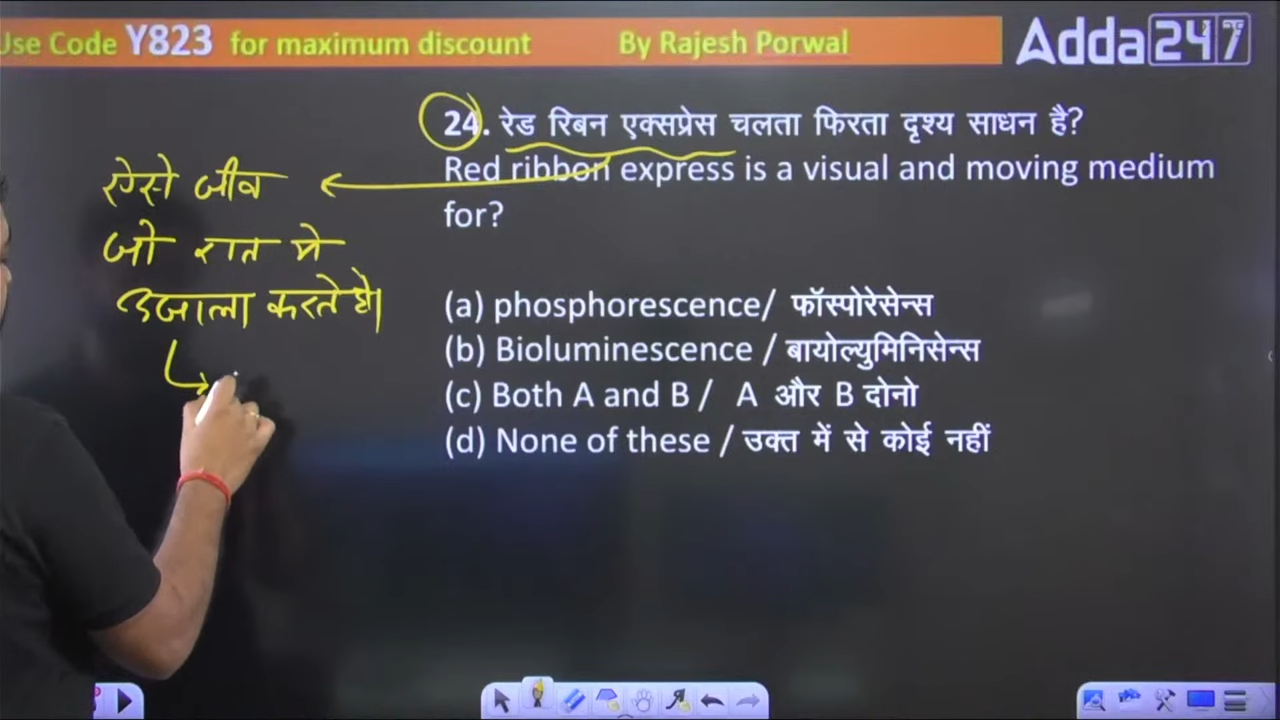 Use Code Y823 for maximum discount By Rajesh Porwal Adda247
24. रेड रिबन एक्सप्रेस चलता फिरता दृश्य साधन है?
Red ribbon express is a visual and moving medium
for?
ऐसे जीव
जो रात मे
उजाला करते है।
(a) phosphorescence/ फॉस्पोरेसेन्स
(b) Bioluminescence / बायोल्युमिनिसेन्स
(c) Both A and B / A और B दोनो
(d) None of these / उक्त में से कोई नहीं